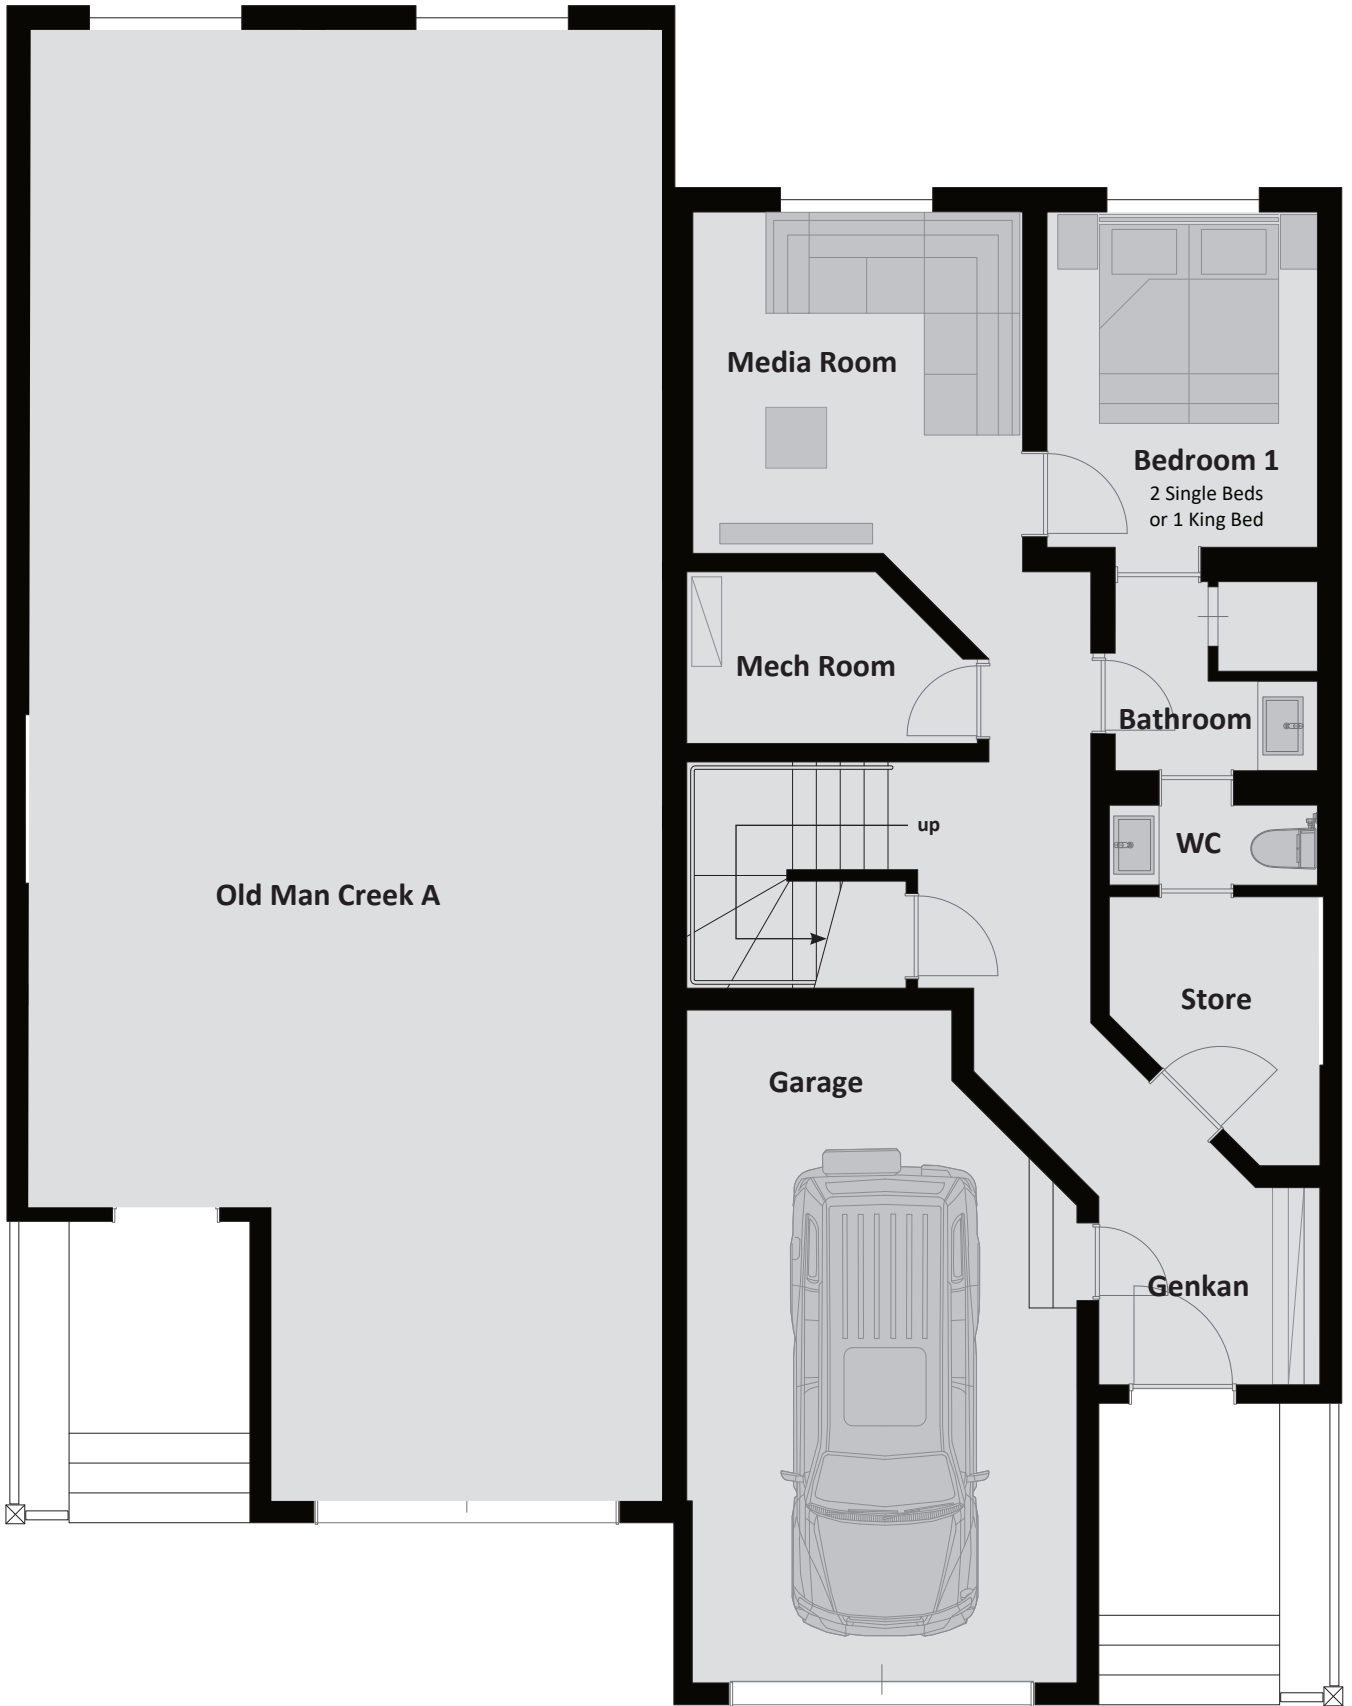 Media Room
Bedroom 1
2 Single Beds
or 1 King Bed
Mech Room
Bathroom
up
WC
Old Man Creek A
Store
Garage
Genkan